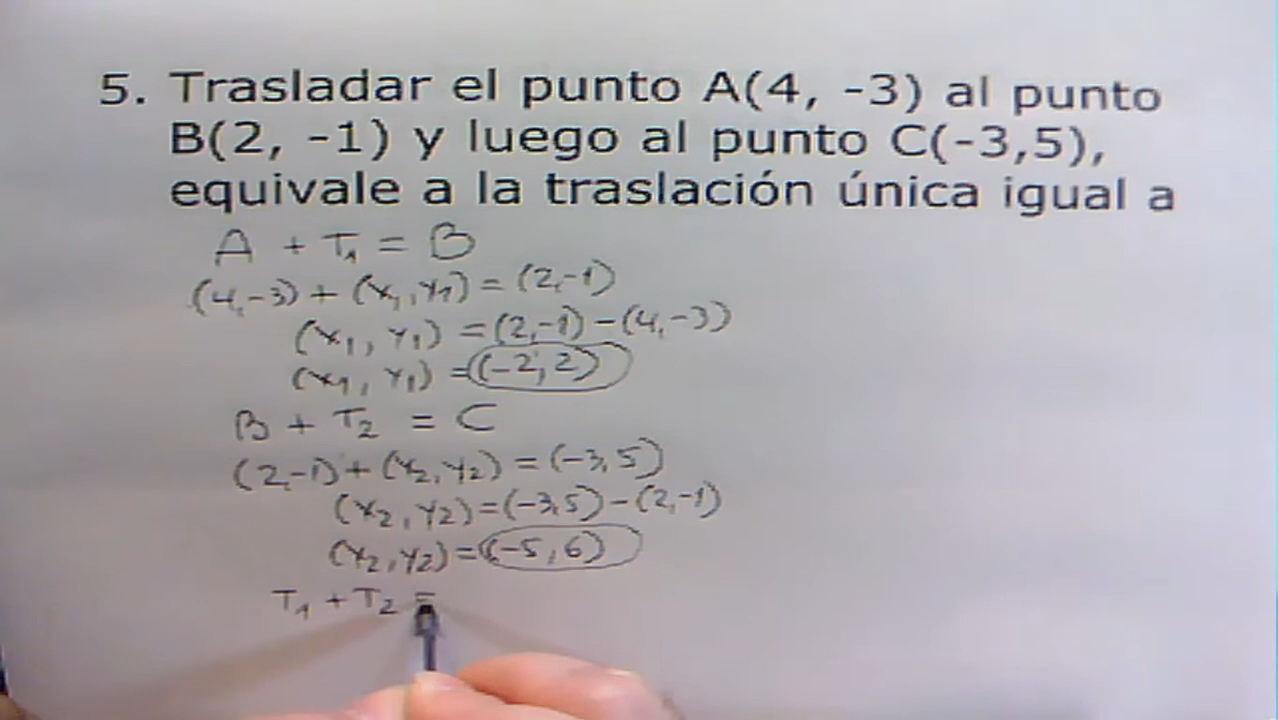 5. Trasladar el punto A(4, -3) al punto
B(2, -1) y luego al punto C(-3,5),
equivale a la traslación única igual a
A + T₁ = B
(4,-3) + (x₁, y₁) = (2,-1)
(x₁, y₁) = (2,-1) - (4,-3)
(x₁, y₁) = (-2,2)
B + T₂ = C
(2,-1) + (x₂, y₂) = (-3,5)
(x₂, y₂) = (-3,5) - (2,-1)
(x₂, y₂) = (-5,6)
T₁ + T₂ =